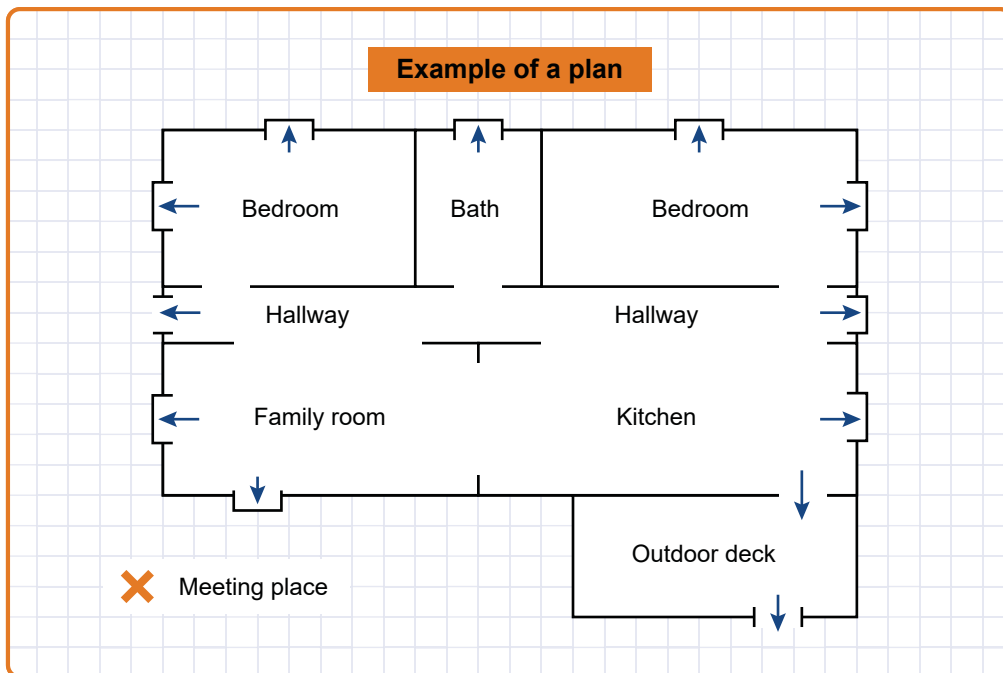 Example of a plan
Bedroom
Bath
Bedroom
Hallway
Hallway
Family room
Kitchen
Outdoor deck
Meeting place